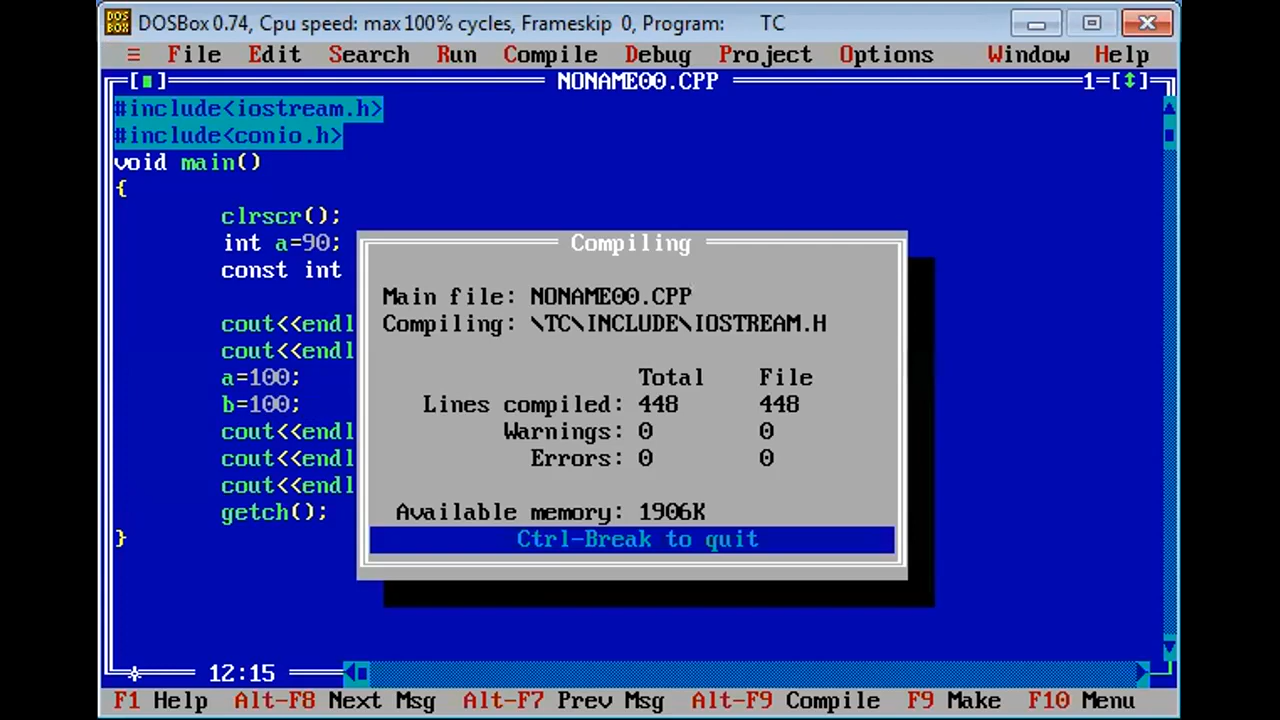 DOS BOX DOSBox 0.74, Cpu speed: max 100% cycles, Frameskip 0, Program: TC
≡ File Edit Search Run Compile Debug Project Options Window Help
[■] NONAME00.CPP 1=[↕]
#include<iostream.h>
#include<conio.h>
void main()
{
clrscr();
int a=90;
const int
cout<<endl
cout<<endl
a=100;
b=100;
cout<<endl
cout<<endl
cout<<endl
getch();
}
Compiling
Main file: NONAME00.CPP
Compiling: \TC\INCLUDE\IOSTREAM.H
Total File
Lines compiled: 448 448
Warnings: 0 0
Errors: 0 0
Available memory: 1906K
Ctrl-Break to quit
12:15
F1 Help Alt-F8 Next Msg Alt-F7 Prev Msg Alt-F9 Compile F9 Make F10 Menu